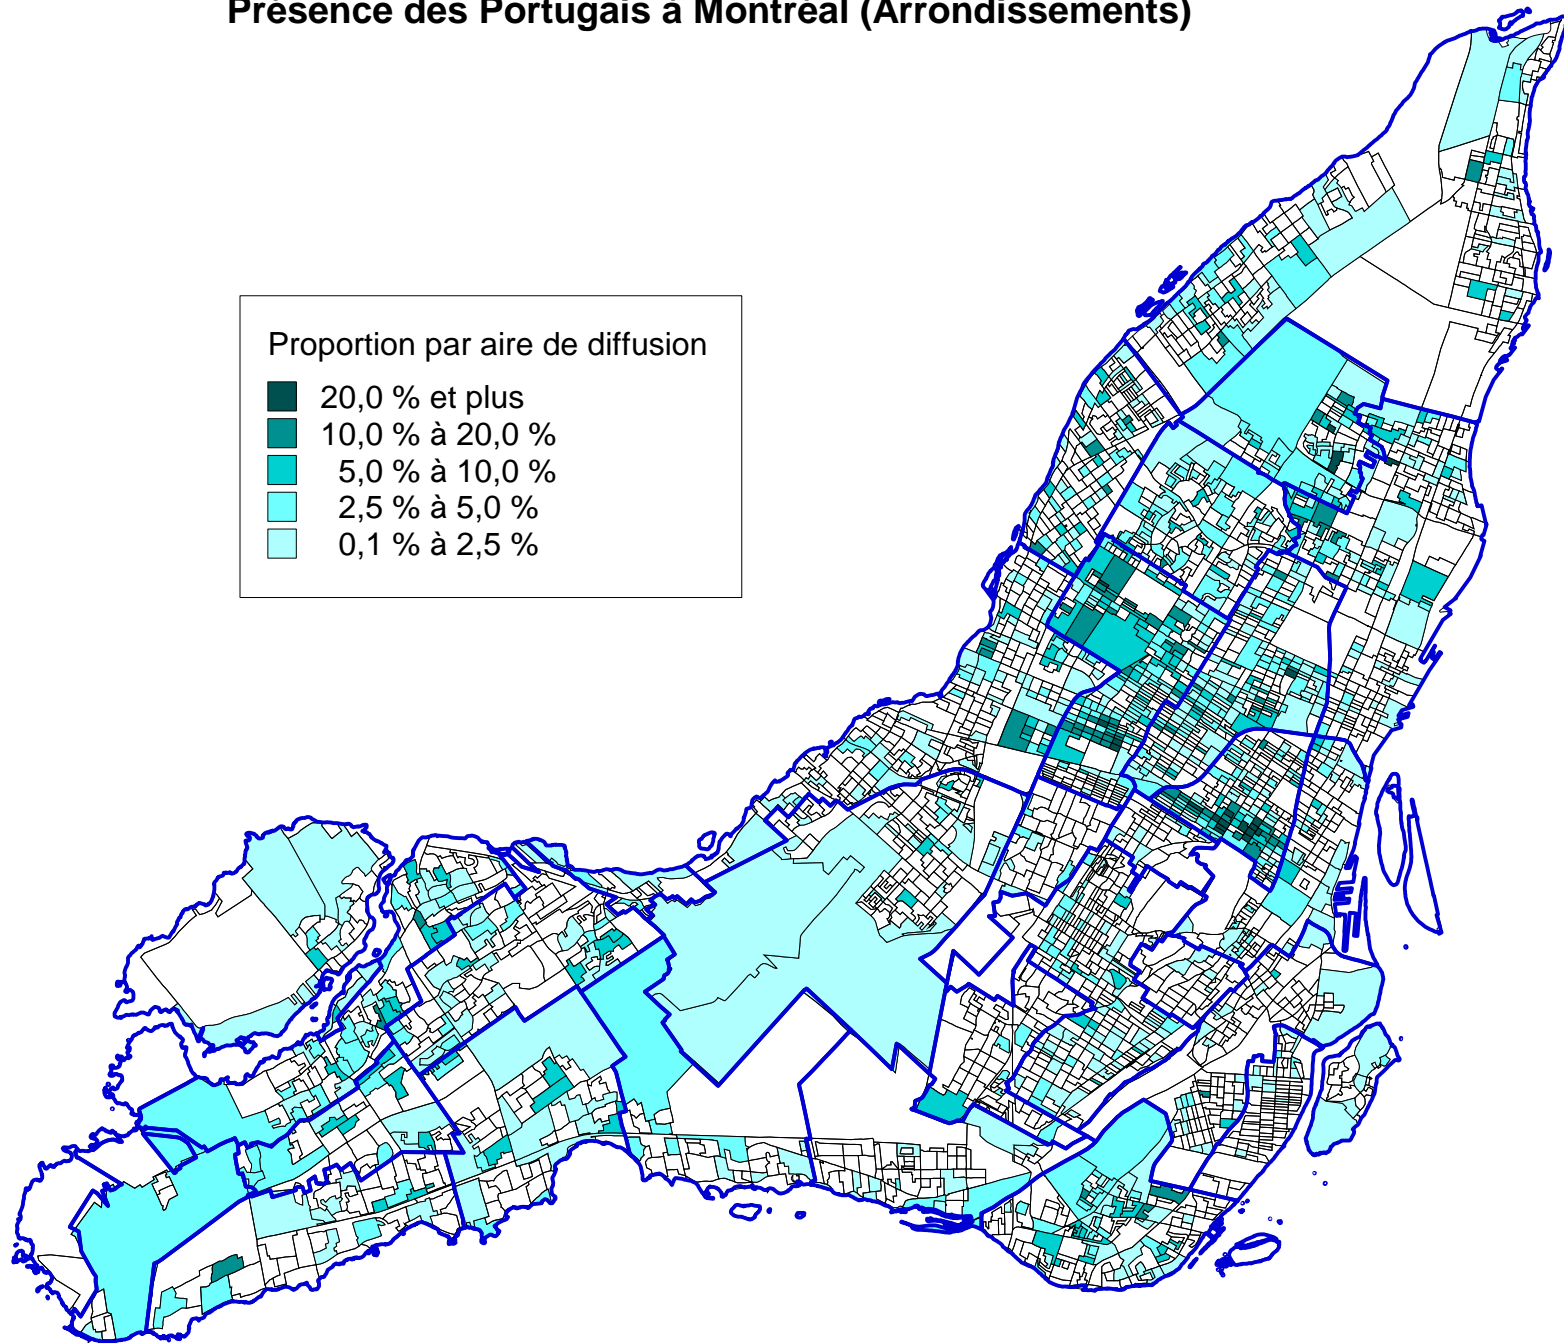 Présence des Portugais à Montréal (Arrondissements)
Proportion par aire de diffusion
20,0 % et plus
10,0 % à 20,0 %
5,0 % à 10,0 %
2,5 % à 5,0 %
0,1 % à 2,5 %